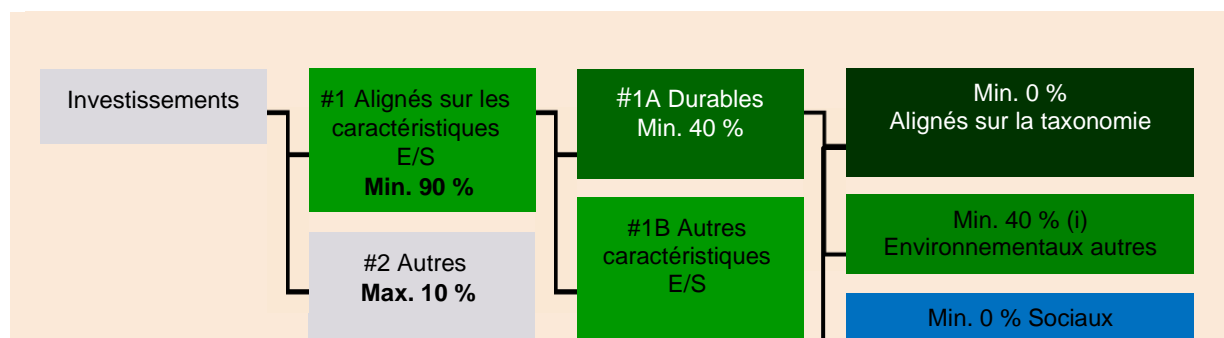 Investissements
#1 Alignés sur les
caractéristiques
E/S
Min. 90 %
#2 Autres
Max. 10 %
#1A Durables
Min. 40 %
#1B Autres
caractéristiques
E/S
Min. 0 %
Alignés sur la taxonomie
Min. 40 % (i)
Environnementaux autres
Min. 0 % Sociaux